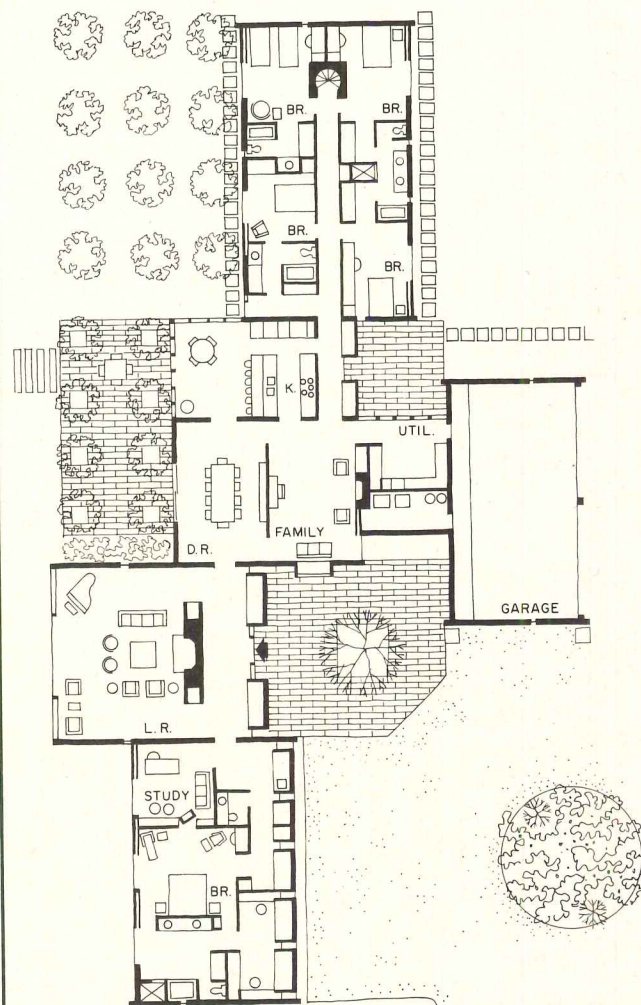 BR.
BR.
BR.
BR.
K.
UTIL.
FAMILY
D.R.
GARAGE
L.R.
STUDY
BR.